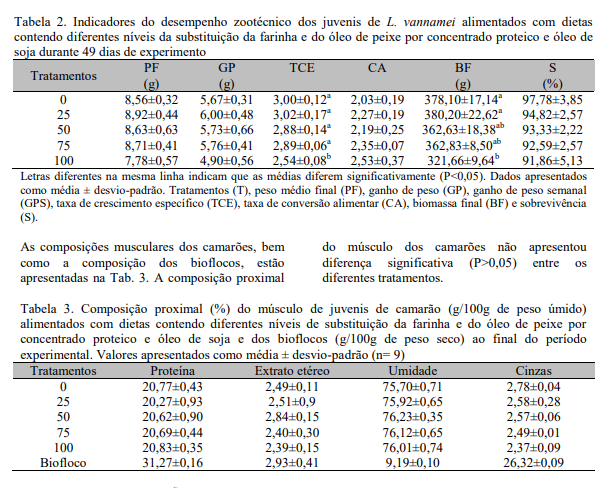 Tabela 2. Indicadores do desempenho zootécnico dos juvenis de L. vannamei alimentados com dietas
contendo diferentes níveis da substituição da farinha e do óleo de peixe por concentrado proteico e óleo de
soja durante 49 dias de experimento
Tratamentos PF (g) GP (g) TCE CA BF (g) S (%)
0 8,56±0,32 5,67±0,31 3,00±0,12a 2,03±0,19 378,10±17,14a 97,78±3,85
25 8,92±0,44 6,00±0,48 3,02±0,17a 2,27±0,19 380,20±22,62a 94,82±2,57
50 8,63±0,63 5,73±0,66 2,88±0,14a 2,19±0,25 362,63±18,38ab 93,33±2,22
75 8,71±0,41 5,76±0,41 2,89±0,06a 2,35±0,07 362,83±8,50ab 92,59±2,57
100 7,78±0,57 4,90±0,56 2,54±0,08b 2,53±0,37 321,66±9,64b 91,86±5,13
Letras diferentes na mesma linha indicam que as médias diferem significativamente (P<0,05). Dados apresentados
como média ± desvio-padrão. Tratamentos (T), peso médio final (PF), ganho de peso (GP), ganho de peso semanal
(GPS), taxa de crescimento específico (TCE), taxa de conversão alimentar (CA), biomassa final (BF) e sobrevivência
(S).
As composições musculares dos camarões, bem
como a composição dos bioflocos, estão
apresentadas na Tab. 3. A composição proximal
do músculo dos camarões não apresentou
diferença significativa (P>0,05) entre os
diferentes tratamentos.
Tabela 3. Composição proximal (%) do músculo de juvenis de camarão (g/100g de peso úmido)
alimentados com dietas contendo diferentes níveis de substituição da farinha e do óleo de peixe por
concentrado proteico e óleo de soja e dos bioflocos (g/100g de peso seco) ao final do período
experimental. Valores apresentados como média ± desvio-padrão (n= 9)
Tratamentos Proteína Extrato etéreo Umidade Cinzas
0 20,77±0,43 2,49±0,11 75,70±0,71 2,78±0,04
25 20,27±0,93 2,51±0,9 75,92±0,65 2,58±0,28
50 20,62±0,90 2,84±0,15 76,23±0,35 2,57±0,06
75 20,69±0,44 2,40±0,30 76,12±0,65 2,49±0,01
100 20,83±0,35 2,39±0,15 76,01±0,74 2,37±0,09
Biofloco 31,27±0,16 2,93±0,41 9,19±0,10 26,32±0,09